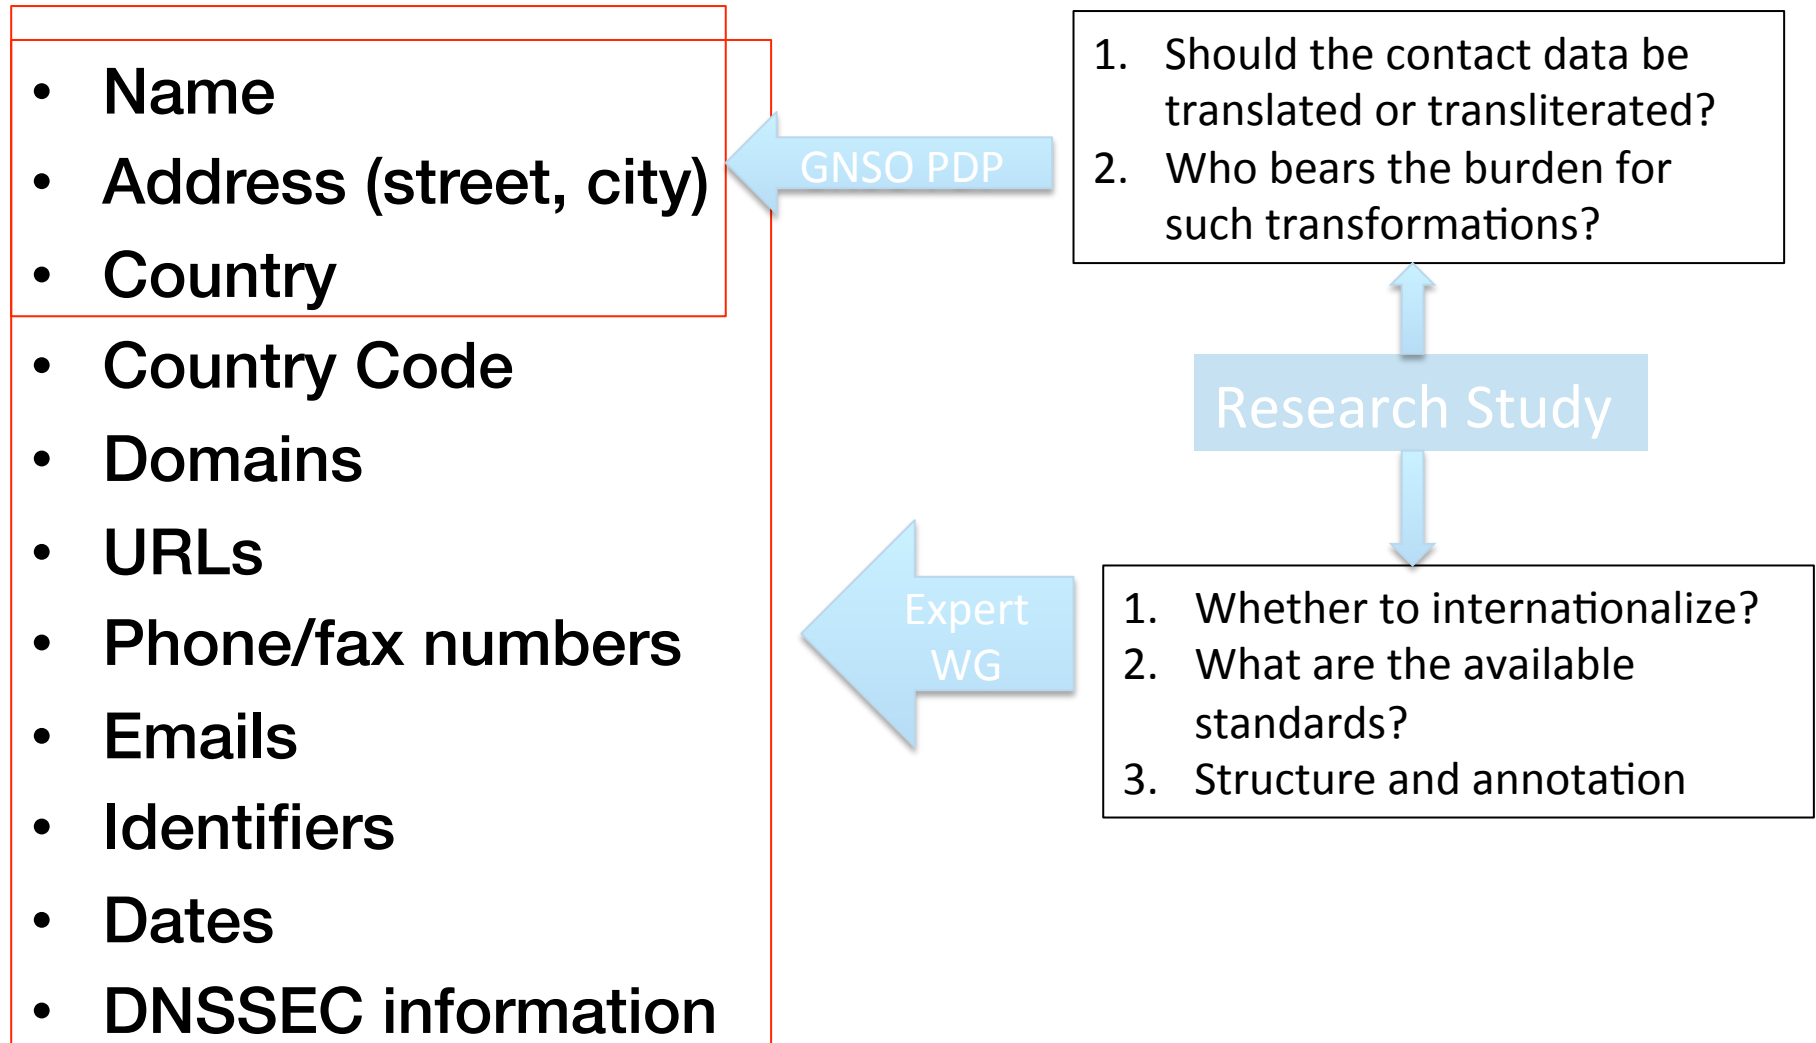 • Name
• Address (street, city)
• Country
• Country Code
• Domains
• URLs
• Phone/fax numbers
• Emails
• Identifiers
• Dates
• DNSSEC information
GNSO PDP
1. Should the contact data be
translated or transliterated?
2. Who bears the burden for
such transformations?
Research Study
Expert
WG
1. Whether to internationalize?
2. What are the available
standards?
3. Structure and annotation